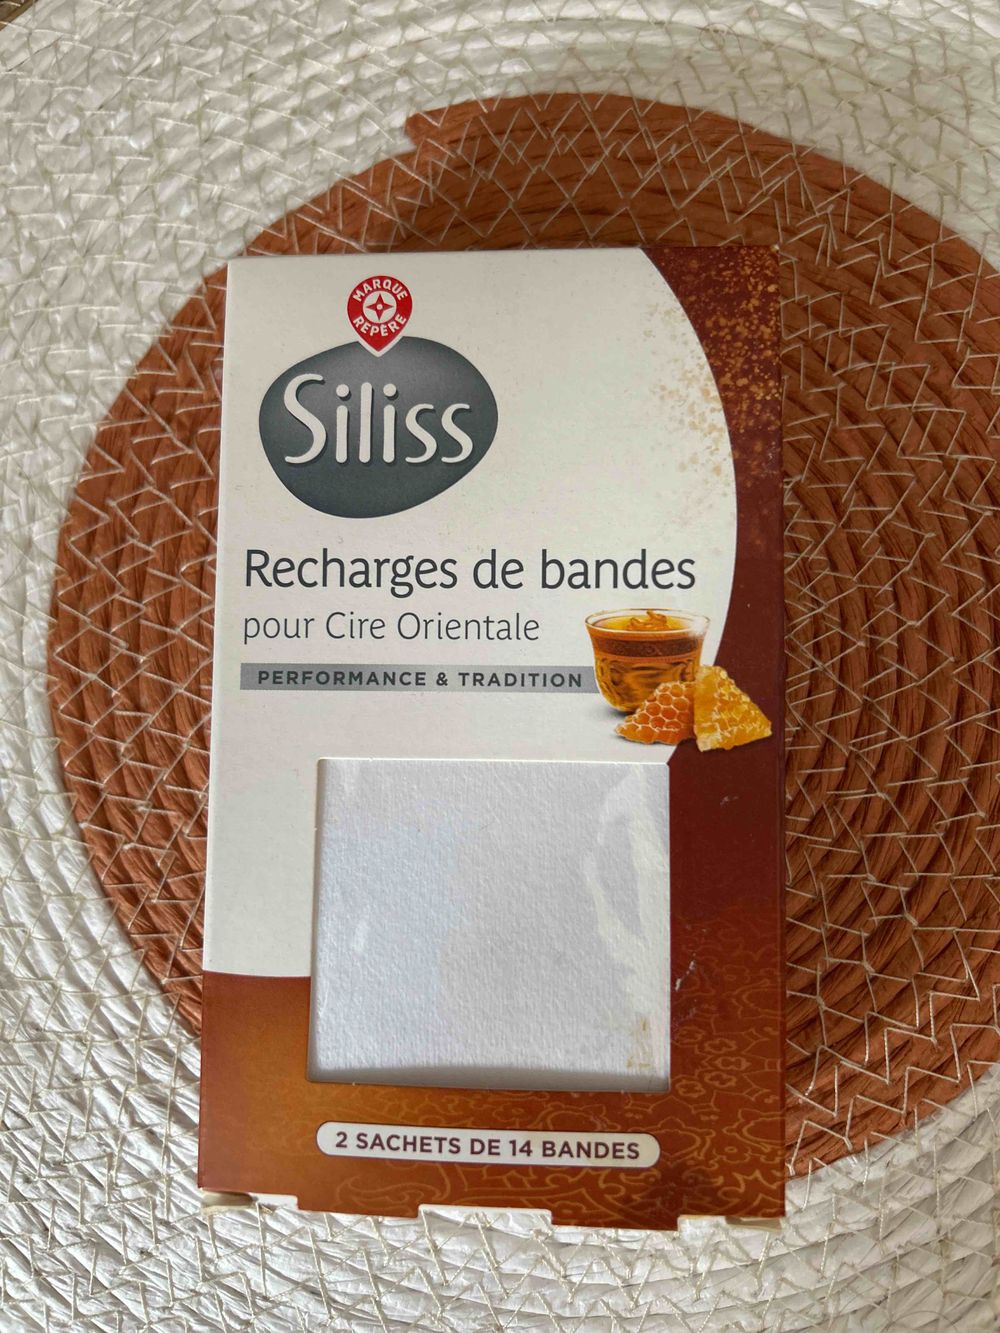 MARQUE
REPÈRE
Siliss
Recharges de bandes
pour Cire Orientale
PERFORMANCE & TRADITION
2 SACHETS DE 14 BANDES